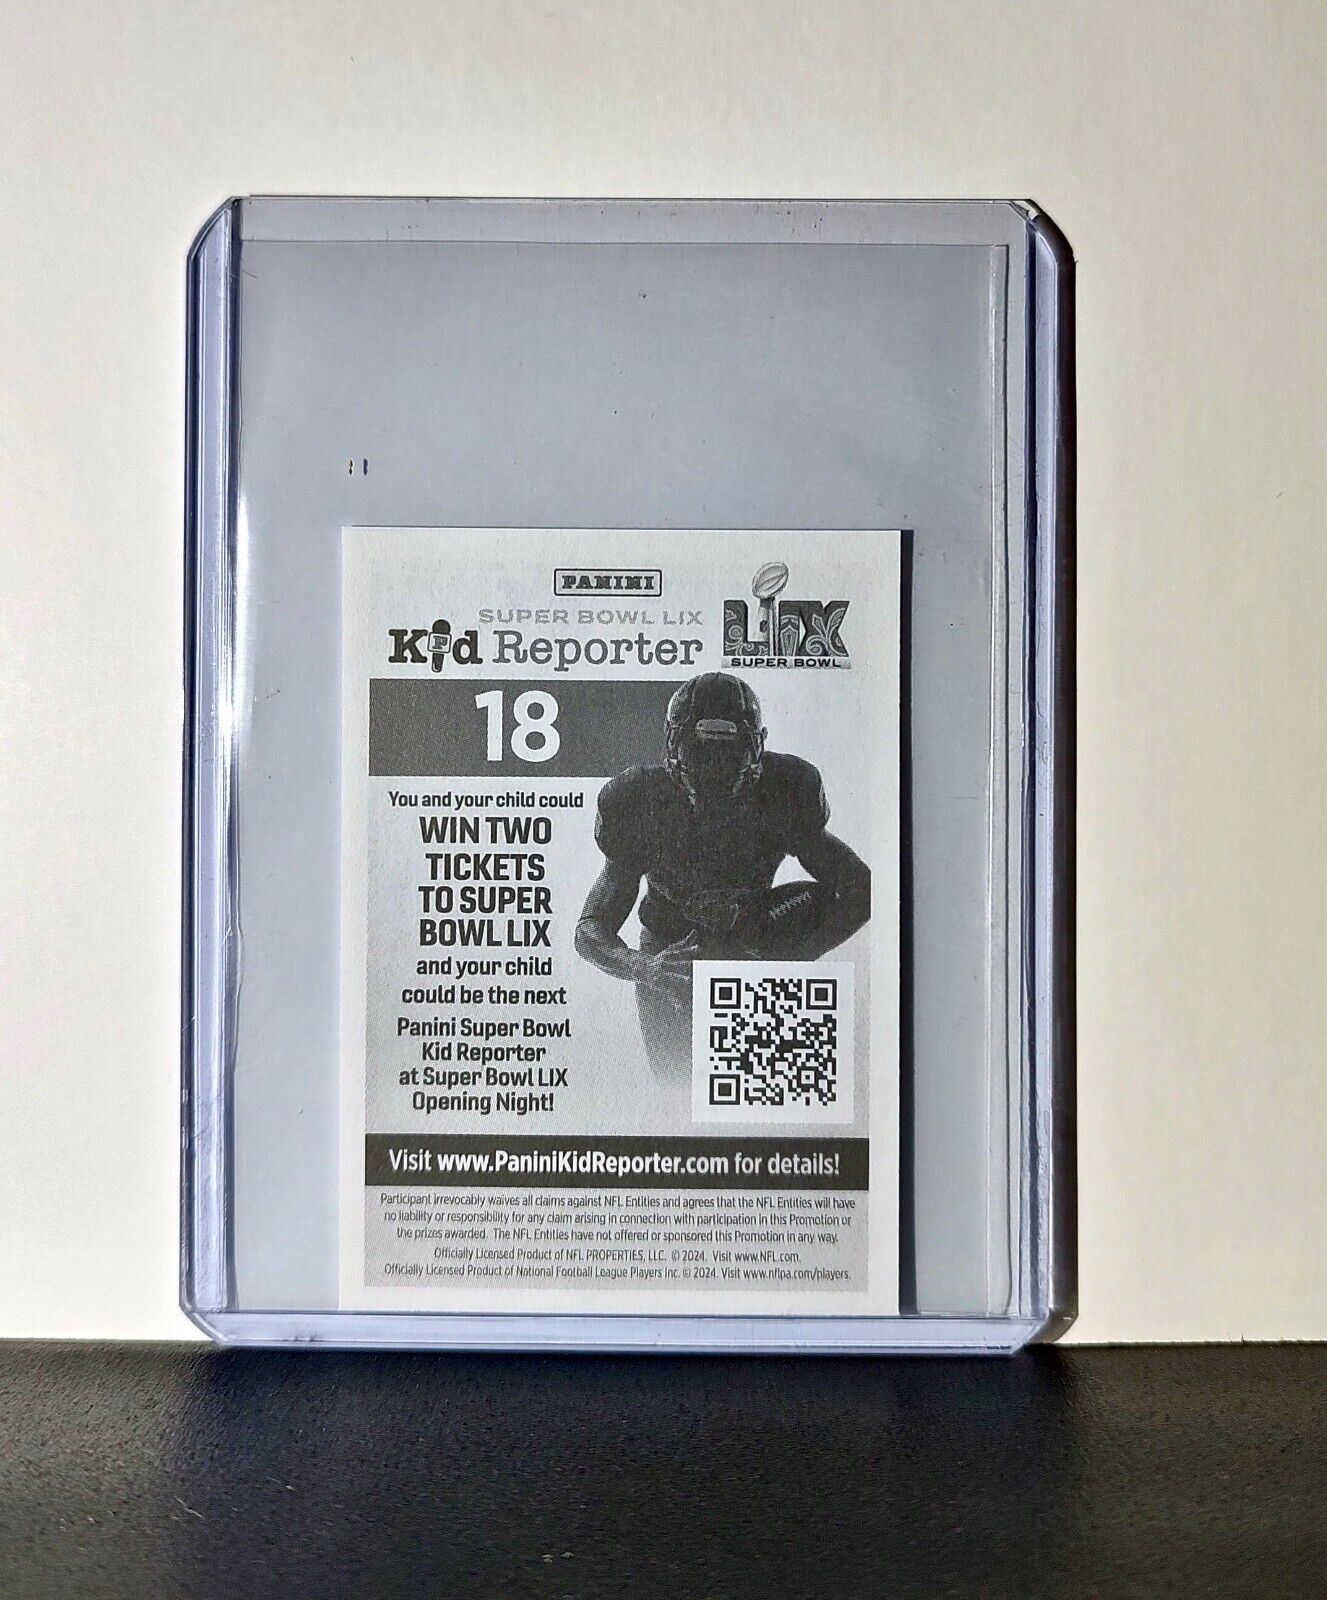 PANINI
SUPER BOWL LIX
Kid Reporter
LIX
SUPER BOWL
18
You and your child could
WIN TWO
TICKETS
TO SUPER
BOWL LIX
and your child
could be the next
Panini Super Bowl
Kid Reporter
at Super Bowl LIX
Opening Night!
Visit www.PaniniKidReporter.com for details!
Participant irrevocably waives all claims against NFL Entities and agrees that the NFL Entities will have
no liability or responsibility for any claim arising in connection with participation in this Promotion or
the prizes awarded. The NFL Entities have not offered or sponsored this Promotion in any way.
Officially Licensed Product of NFL PROPERTIES, LLC. © 2024. Visit www.NFL.com.
Officially Licensed Product of National Football League Players Inc. © 2024. Visit www.nflpa.com/players.